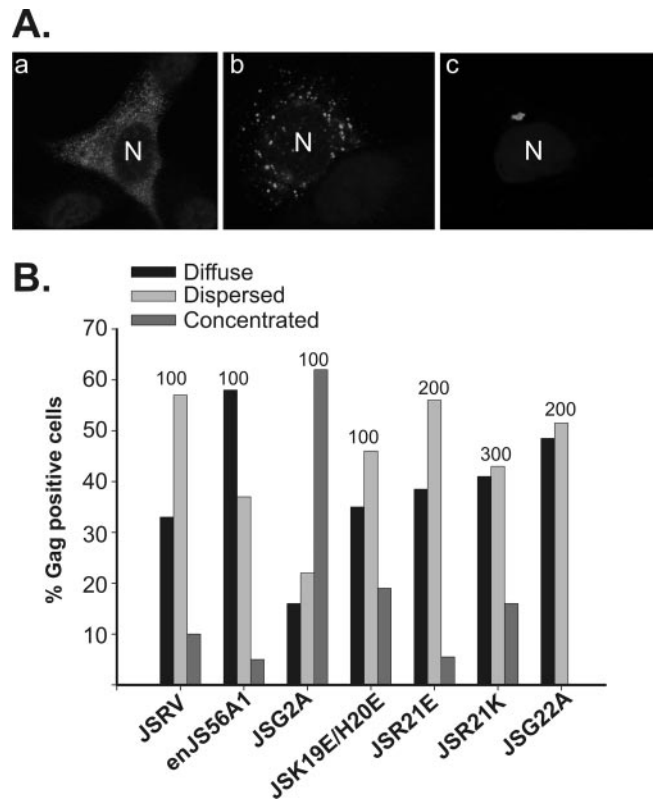 A.
a
b
c
N
N
N
B.
Diffuse
Dispersed
Concentrated
% Gag positive cells
70
60
50
40
30
20
10
100
100
100
100
200
300
200
JSRV
enJS56A1
JSG2A
JSK19E/H20E
JSR21E
JSR21K
JSG22A